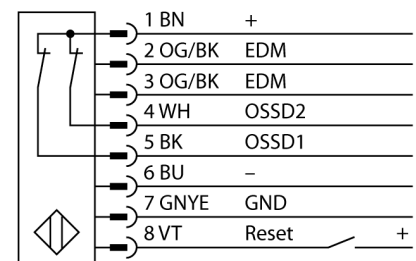 1 BN +
2 OG/BK EDM
3 OG/BK EDM
4 WH OSSD2
5 BK OSSD1
6 BU –
7 GNYE GND
8 VT Reset +